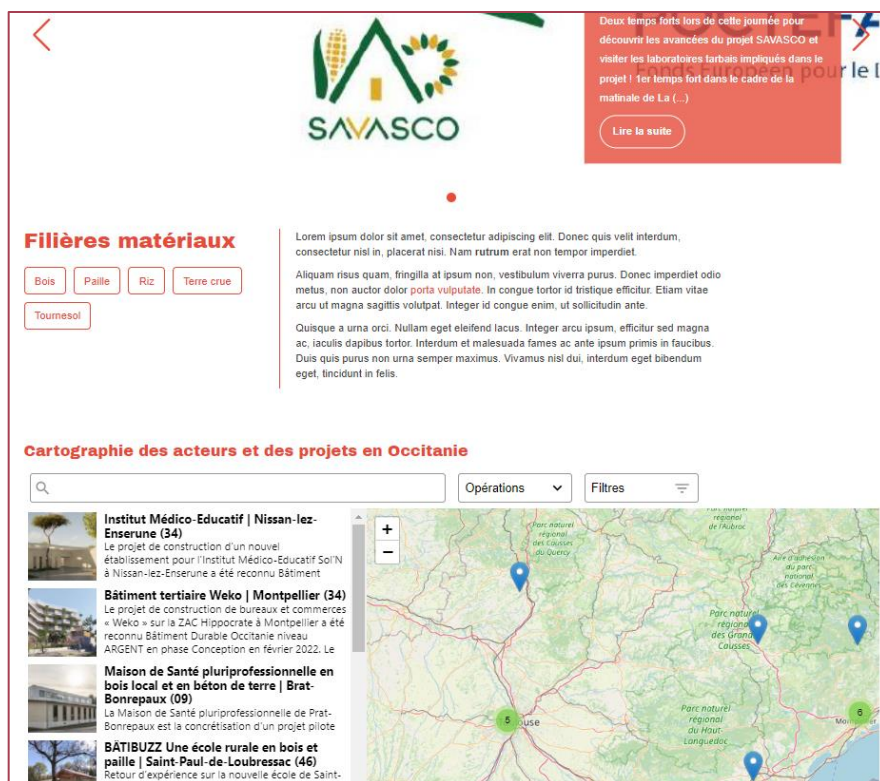 Deux temps forts lors de cette journée pour
découvrir les avancées du projet SAVASCO et
visiter les laboratoires tarbais impliqués dans le
projet ! 1er temps fort dans le cadre de la
matinale de La (...)
Lire la suite
Fonds Européen pour le D
SAVASCO
Filières matériaux
Bois
Paille
Riz
Terre crue
Tournesol
Lorem ipsum dolor sit amet, consectetur adipiscing elit. Donec quis velit interdum,
consectetur nisl in, placerat nisi. Nam rutrum erat non tempor imperdiet.
Aliquam risus quam, fringilla at ipsum non, vestibulum viverra purus. Donec imperdiet odio
metus, non auctor dolor porta vulputate. In congue tortor id tristique efficitur. Etiam vitae
arcu ut magna sagittis volutpat. Integer id congue enim, ut sollicitudin ante.
Quisque a urna orci. Nullam eget eleifend lacus. Integer arcu ipsum, efficitur sed magna
ac, iaculis dapibus tortor. Interdum et malesuada fames ac ante ipsum primis in faucibus.
Duis quis purus non urna semper maximus. Vivamus nisl dui, interdum eget bibendum
eget, tincidunt in felis.
Cartographie des acteurs et des projets en Occitanie
Opérations
Filtres
Institut Médico-Educatif | Nissan-lez-
Enserune (34)
Le projet de construction d'un nouvel
établissement pour l'Institut Médico-Educatif Sol'N
à Nissan-lez-Enserune a été reconnu Bâtiment
Bâtiment tertiaire Weko | Montpellier (34)
Le projet de construction de bureaux et commerces
« Weko » sur la ZAC Hippocrate à Montpellier a été
reconnu Bâtiment Durable Occitanie niveau
ARGENT en phase Conception en février 2022. Le
Maison de Santé pluriprofessionnelle en
bois local et en béton de terre | Brat-
Bonrepaux (09)
La Maison de Santé pluriprofessionnelle de Prat-
Bonrepaux est la concrétisation d'un projet pilote
BÂTIBUZZ Une école rurale en bois et
paille | Saint-Paul-de-Loubressac (46)
Retour d'expérience sur la nouvelle école de Saint-
+
−
Parc naturel
régional
des Causses
du Quercy
régional
de l'Aubrac
Aire d'adhésion
du parc
national
des Cévennes
Parc naturel
régional
des Grands
Causses
Parc naturel
régional
du Haut-
Languedoc
5
ouse
6